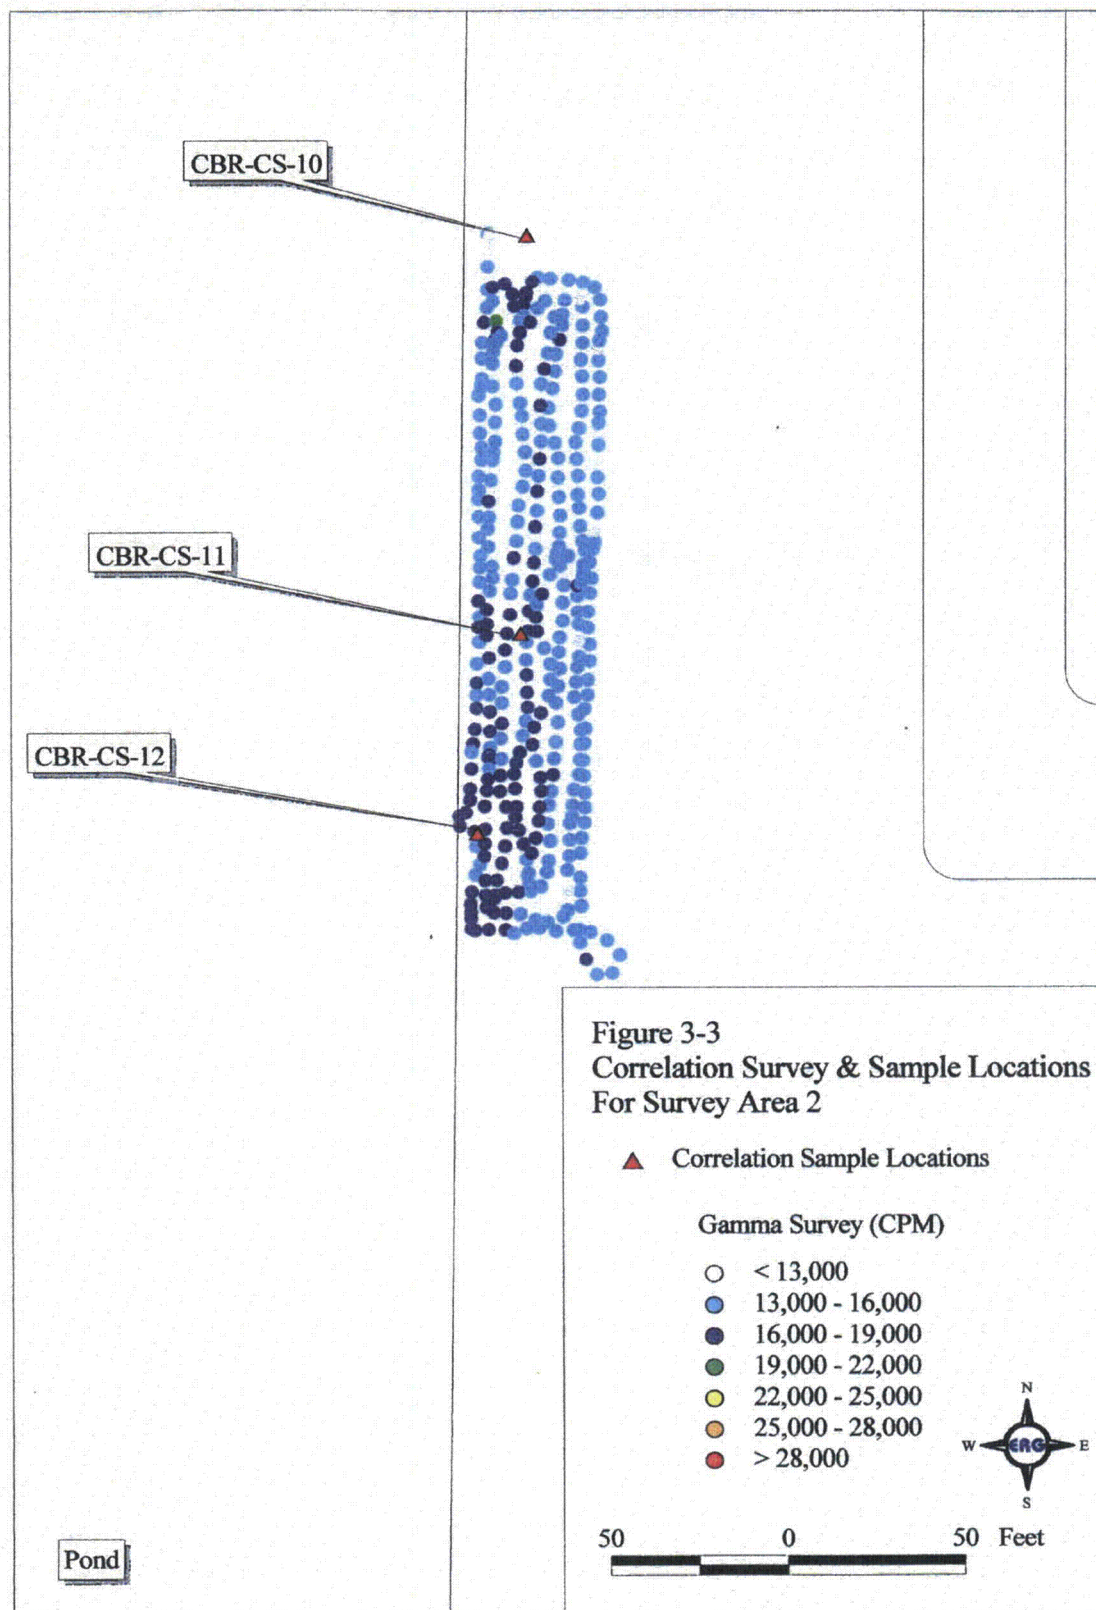 CBR-CS-10
CBR-CS-11
CBR-CS-12
Figure 3-3
Correlation Survey & Sample Locations
For Survey Area 2
Correlation Sample Locations
Gamma Survey (CPM)
< 13,000
13,000 - 16,000
16,000 - 19,000
19,000 - 22,000
22,000 - 25,000
25,000 - 28,000
> 28,000
N
W ERG E
S
50 0 50 Feet
Pond